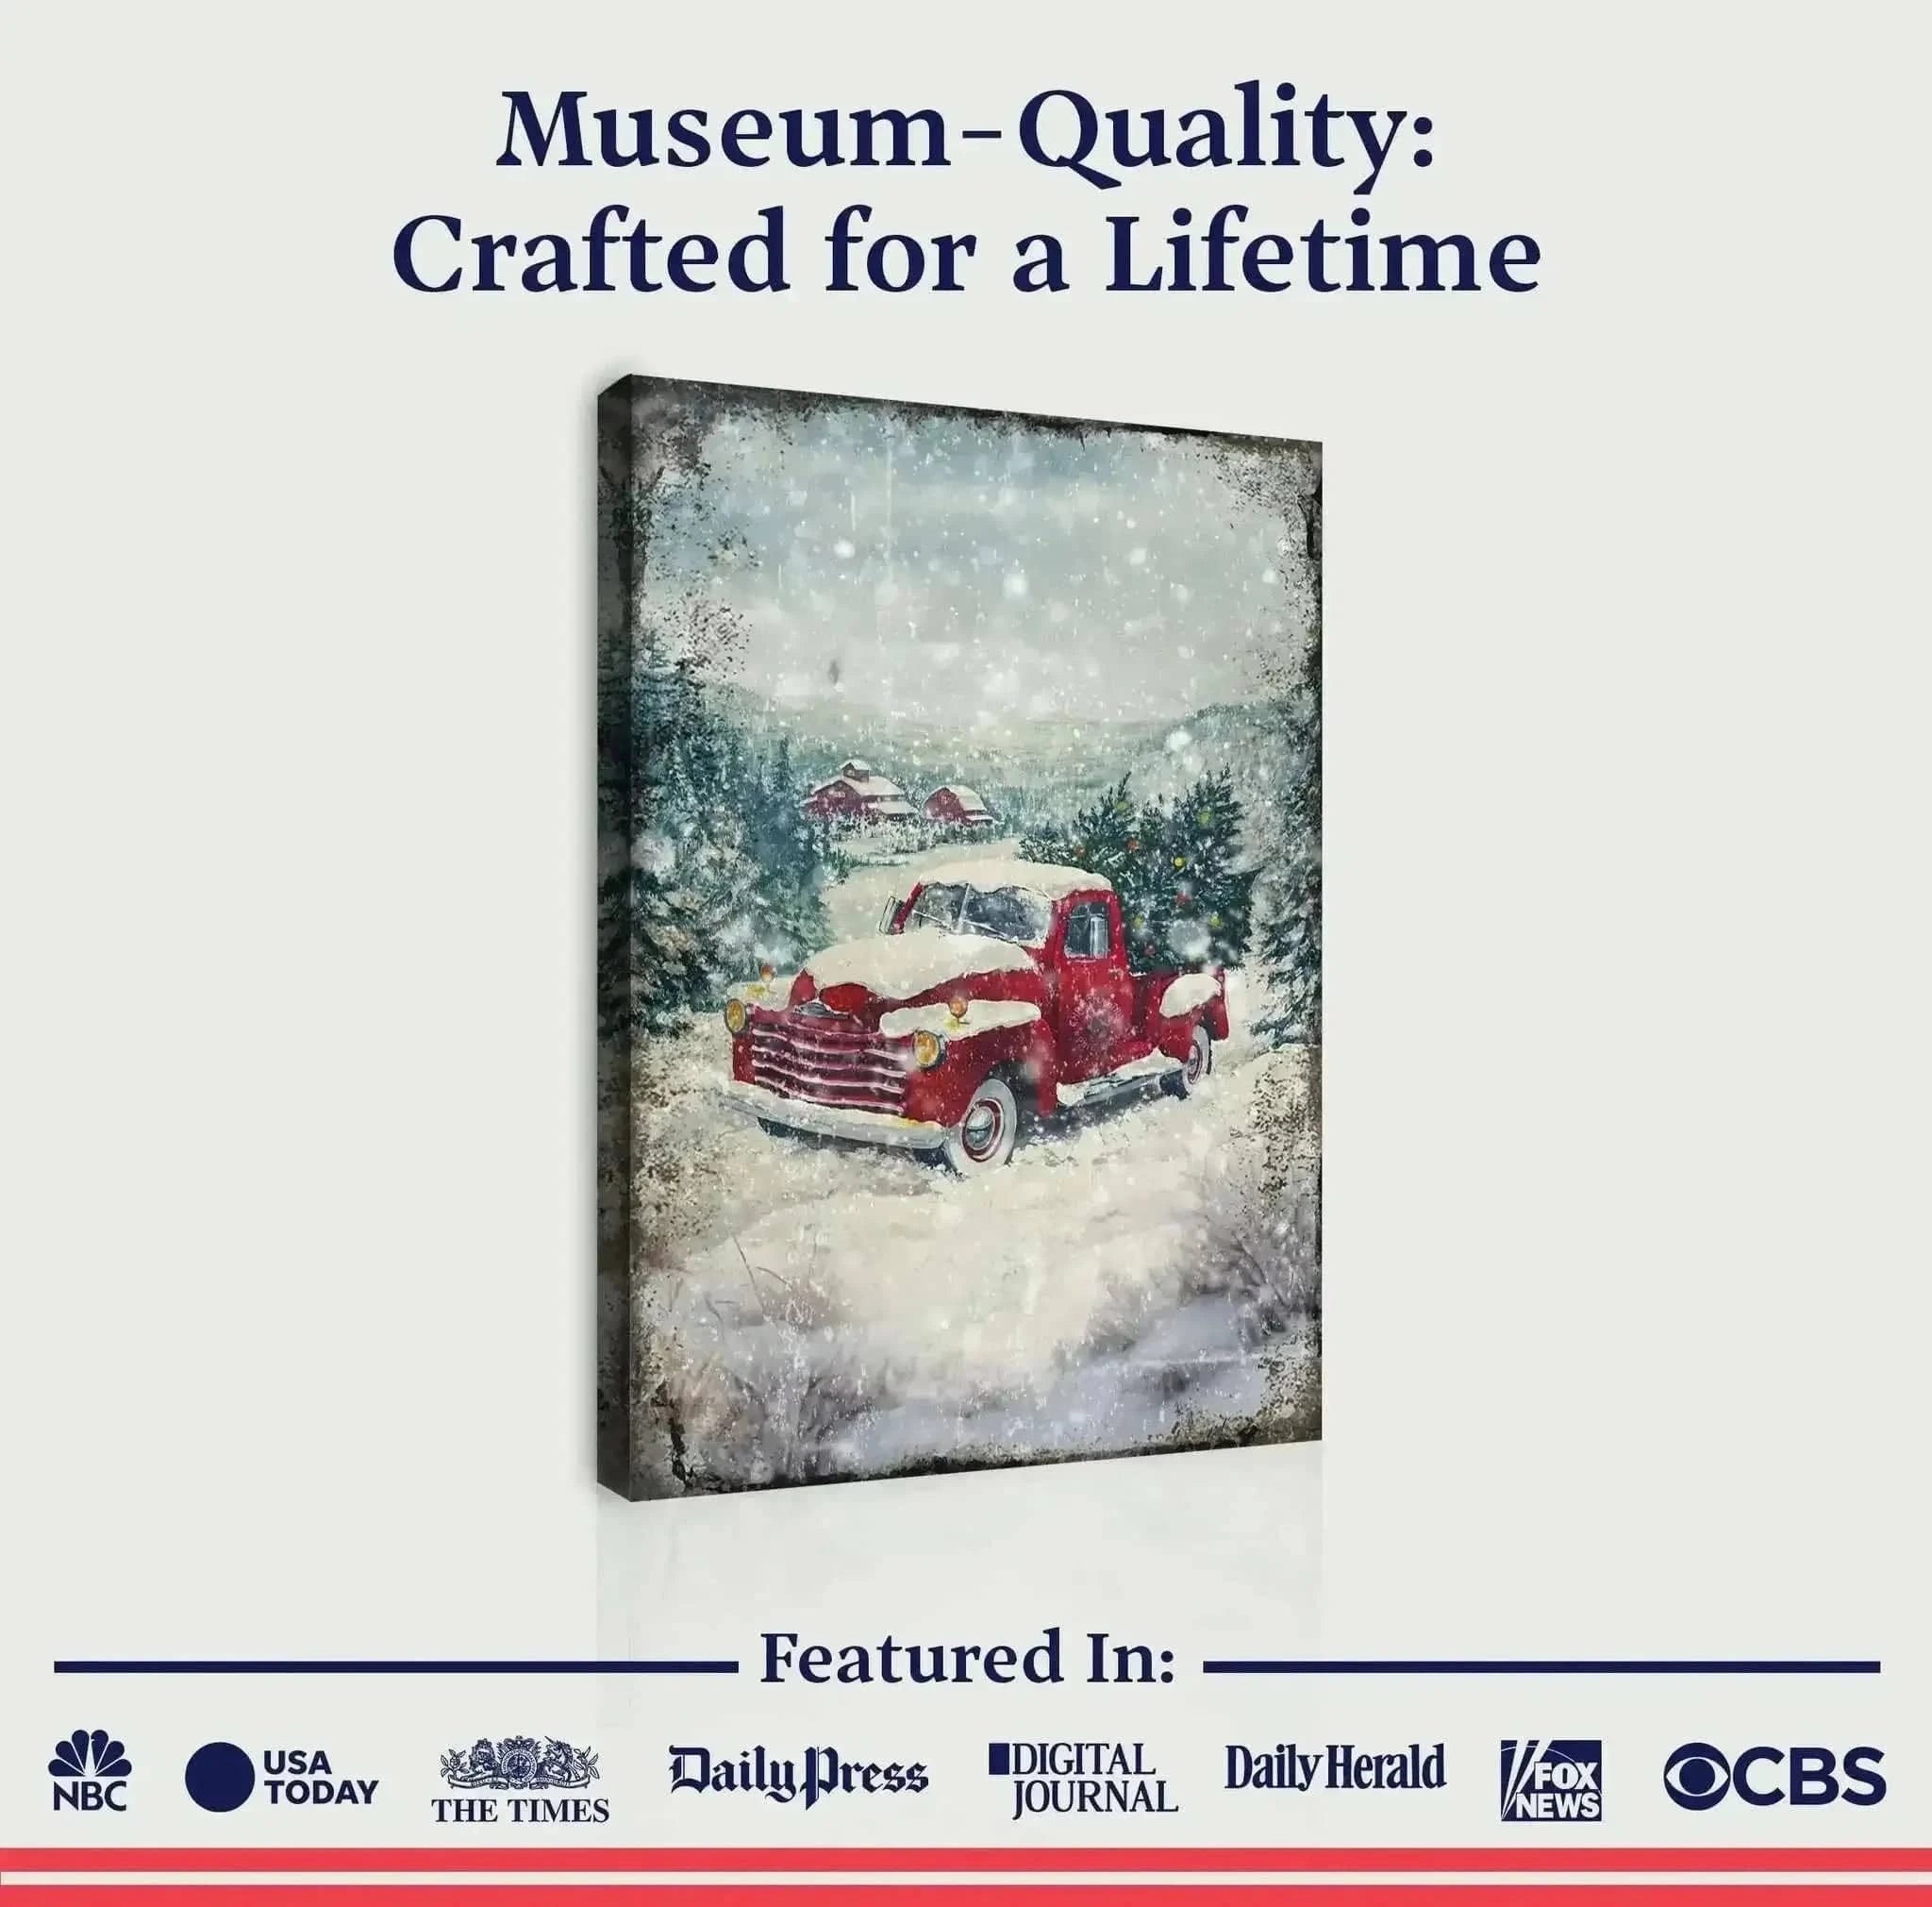 Museum-Quality:
Crafted for a Lifetime
Featured In:
NBC
USA
TODAY
THE TIMES
Daily Press
DIGITAL
JOURNAL
Daily Herald
FOX
NEWS
CBS